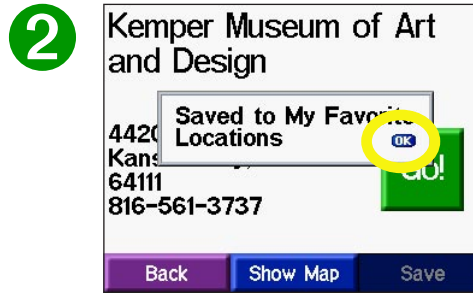 2
Kemper Museum of Art
and Design
Saved to My Favorite
Locations
OK
4420
Kans
64111
816-561-3737
Go!
Back Show Map Save